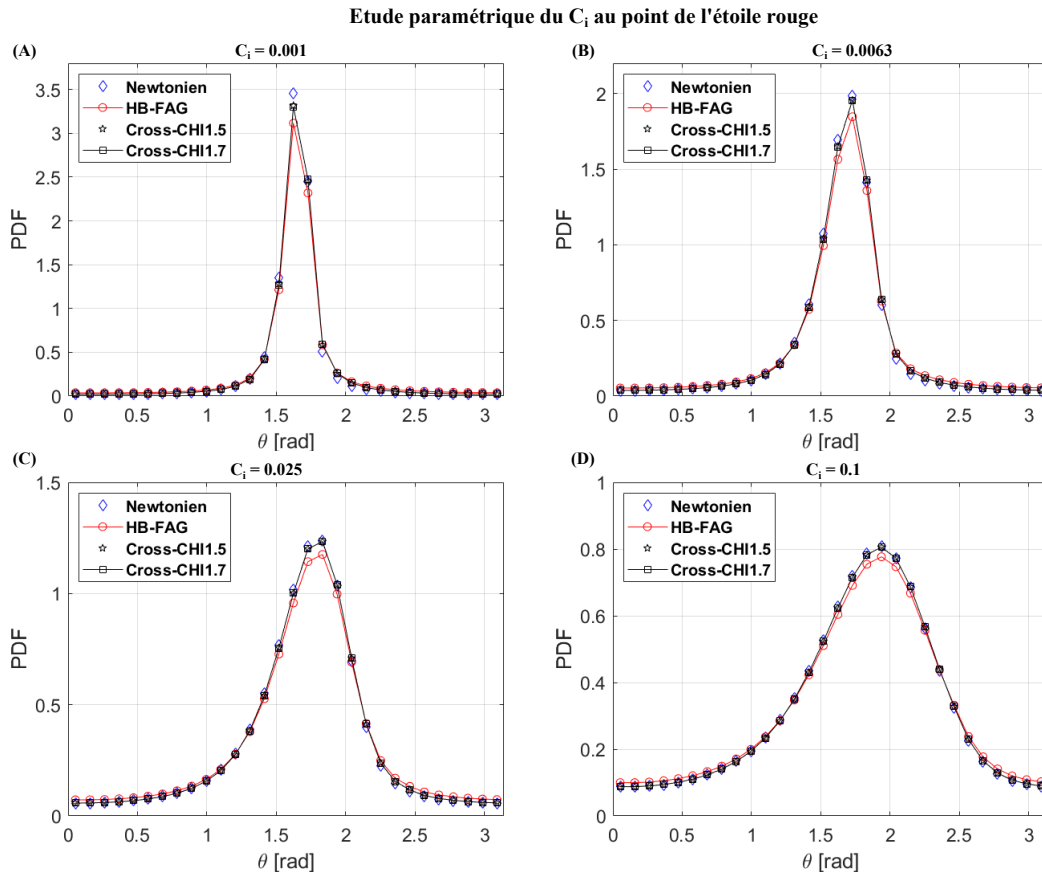 Etude paramétrique du Ci au point de l'étoile rouge
(A)
Ci = 0.001
Newtonien
HB-FAG
Cross-CHI1.5
Cross-CHI1.7
PDF
3.5
3
2.5
2
1.5
1
0.5
0
0 0.5 1 1.5 2 2.5 3
θ [rad]
(B)
Ci = 0.0063
Newtonien
HB-FAG
Cross-CHI1.5
Cross-CHI1.7
PDF
2
1.5
1
0.5
0
0 0.5 1 1.5 2 2.5 3
θ [rad]
(C)
Ci = 0.025
Newtonien
HB-FAG
Cross-CHI1.5
Cross-CHI1.7
PDF
1.5
1
0.5
0
0 0.5 1 1.5 2 2.5 3
θ [rad]
(D)
Ci = 0.1
Newtonien
HB-FAG
Cross-CHI1.5
Cross-CHI1.7
PDF
1
0.8
0.6
0.4
0.2
0
0 0.5 1 1.5 2 2.5 3
θ [rad]